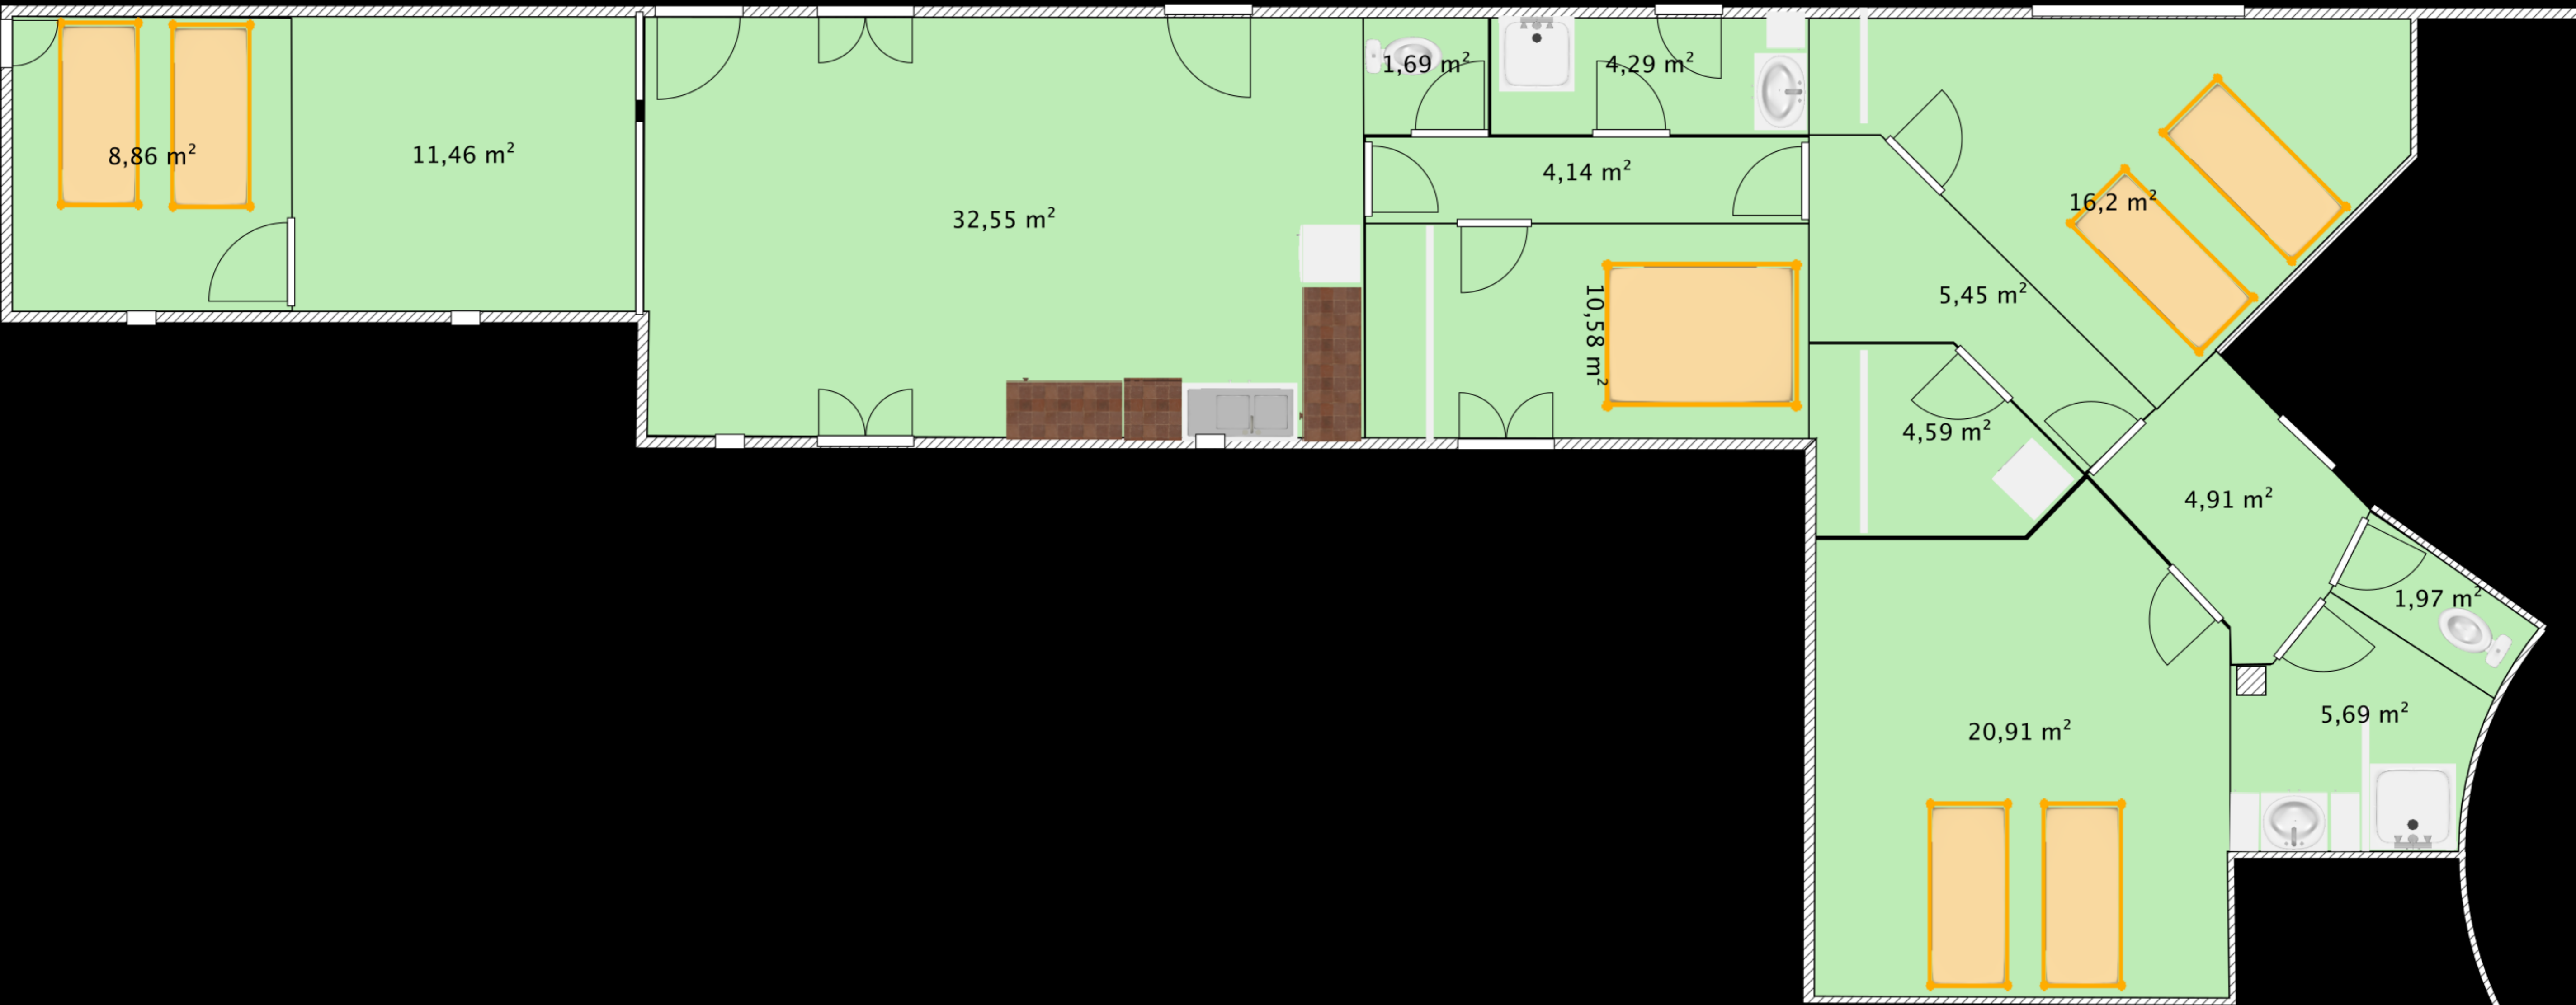 8,86 m²
11,46 m²
32,55 m²
1,69 m²
4,29 m²
4,14 m²
10,58 m²
16,2 m²
5,45 m²
4,59 m²
4,91 m²
1,97 m²
5,69 m²
20,91 m²